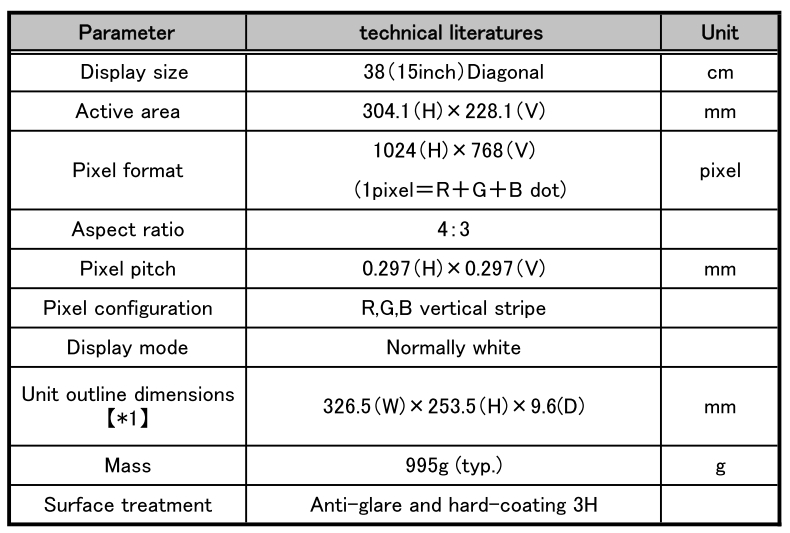 Parameter technical literatures Unit
Display size 38(15inch)Diagonal cm
Active area 304.1(H)×228.1(V) mm
1024(H)×768(V)
Pixel format pixel
(1pixel=R+G+B dot)
Aspect ratio 4:3
Pixel pitch 0.297(H)×0.297(V) mm
Pixel configuration R,G,B vertical stripe
Display mode Normally white
Unit outline dimensions
【*1】 326.5(W)×253.5(H)×9.6(D) mm
Mass 995g (typ.) g
Surface treatment Anti-glare and hard-coating 3H